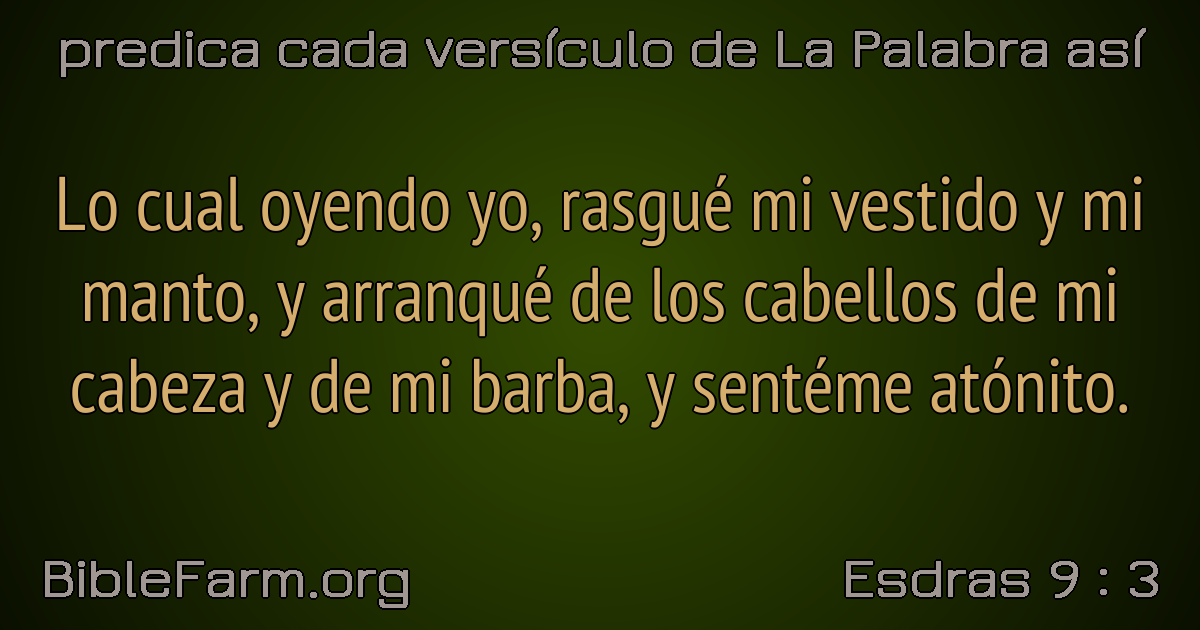 predica cada versículo de La Palabra así
Lo cual oyendo yo, rasgué mi vestido y mi
manto, y arranqué de los cabellos de mi
cabeza y de mi barba, y sentéme atónito.
BibleFarm.org
Esdras 9 : 3